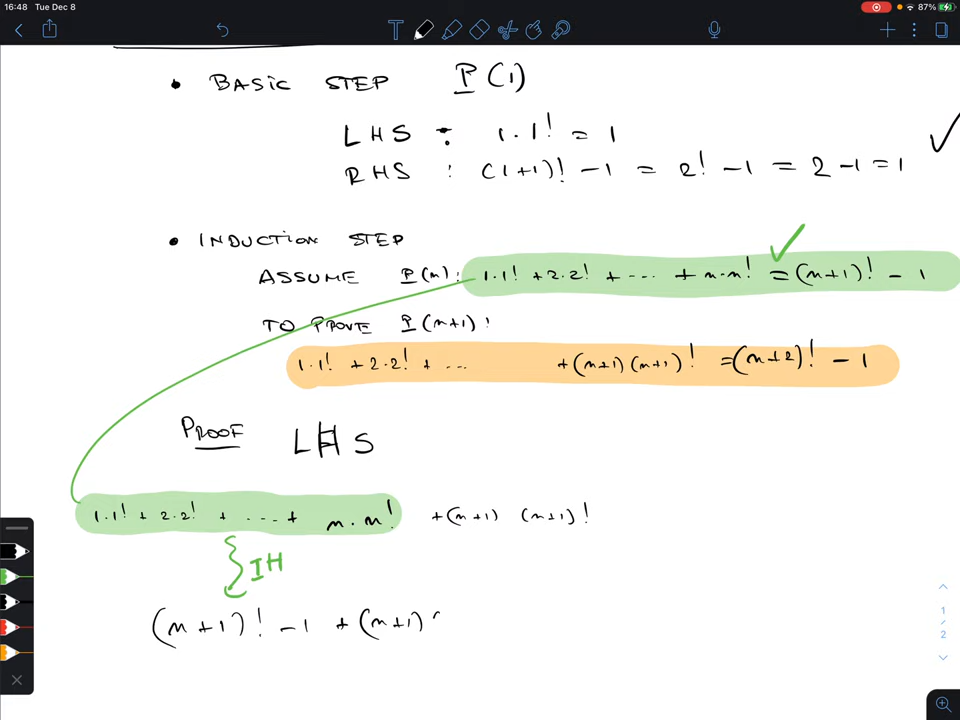 16:48 Tue Dec 8
87%
• BASIC STEP P(1)
LHS : 1·1! = 1
RHS : (1+1)! - 1 = 2! - 1 = 2 - 1 = 1 ✓
• INDUCTION STEP ✓
ASSUME P(n): 1·1! + 2·2! + .... + n·n! = (n+1)! - 1
TO PROVE P(n+1):
1·1! + 2·2! + ... + (n+1)(n+1)! = (n+2)! - 1
PROOF LHS
1·1! + 2·2! + ...+ n·n! + (n+1) (n+1)!
IH
(n+1)! - 1 + (n+1)
1
/
2